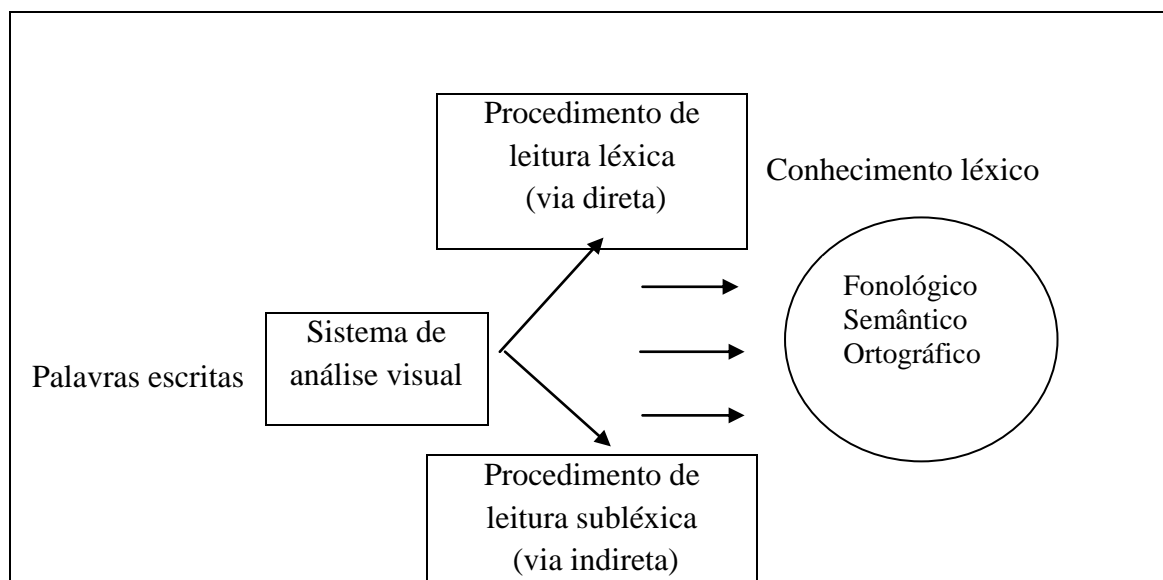 Procedimento de
leitura léxica
(via direta)
Conhecimento léxico
Fonológico
Semântico
Ortográfico
Palavras escritas
Sistema de
análise visual
Procedimento de
leitura subléxica
(via indireta)